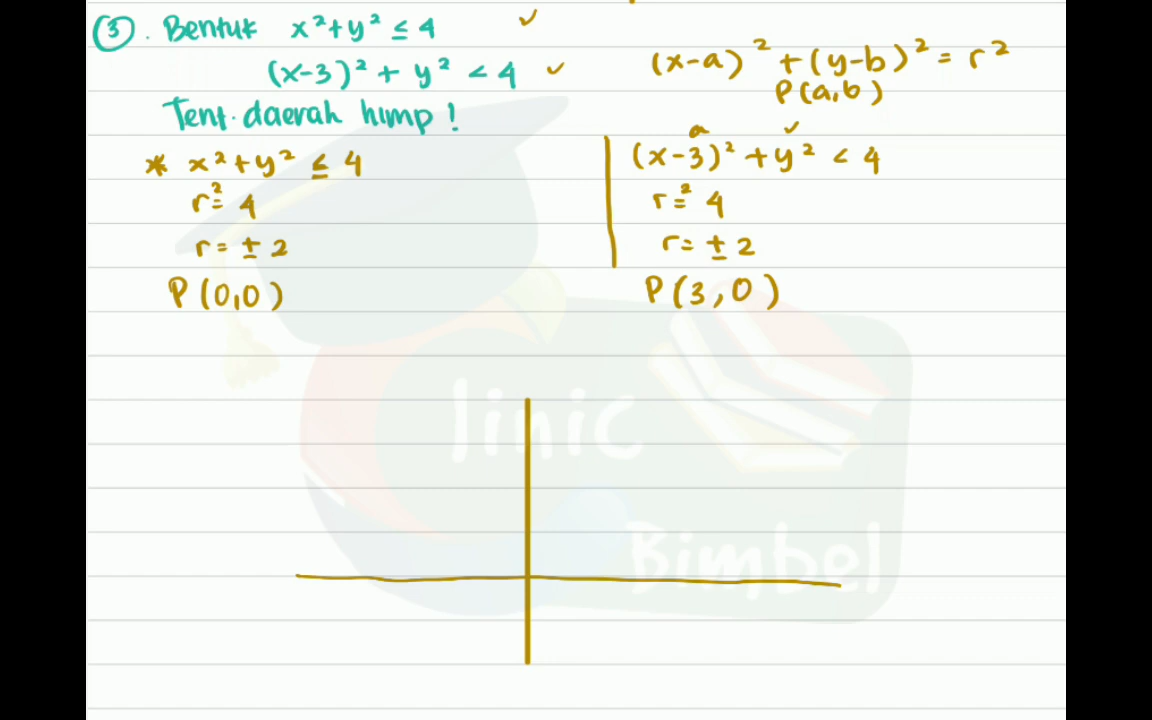 ③. Bentuk x² + y² ≤ 4 ✓
(x-3)² + y² < 4 ✓
Tent. daerah himp!
(x-a)² + (y-b)² = r²
P(a,b)
* x² + y² ≤ 4
r² = 4
r = ± 2
P(0,0)
a ✓
(x-3)² + y² < 4
r² = 4
r = ± 2
P(3,0)
linic
Bimbel